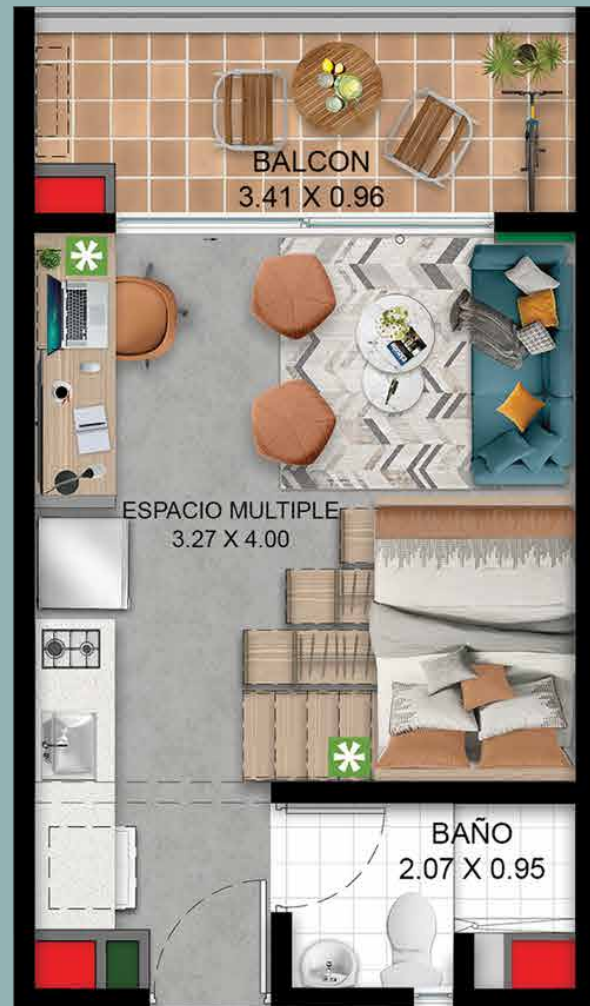 BALCON
3.41 X 0.96
ESPACIO MULTIPLE
3.27 X 4.00
BAÑO
2.07 X 0.95